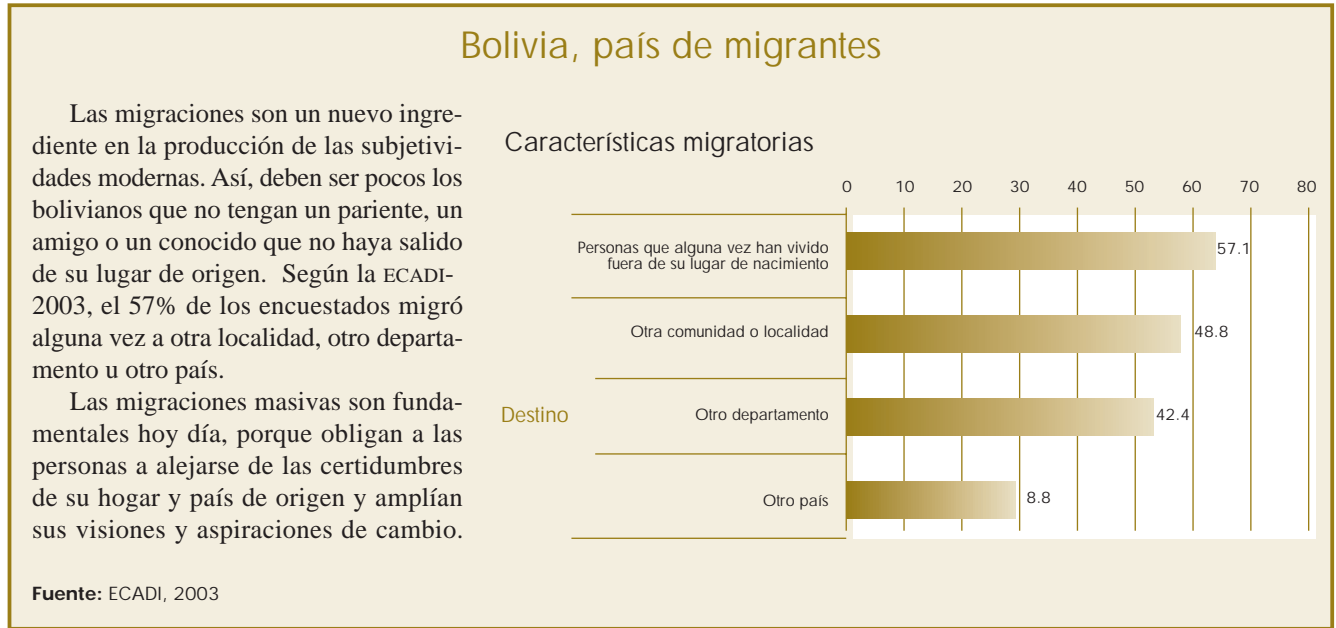 Bolivia, país de migrantes
Las migraciones son un nuevo ingre-
diente en la producción de las subjetivi-
dades modernas. Así, deben ser pocos los
bolivianos que no tengan un pariente, un
amigo o un conocido que no haya salido
de su lugar de origen. Según la ECADI-
2003, el 57% de los encuestados migró
alguna vez a otra localidad, otro departa-
mento u otro país.
Las migraciones masivas son funda-
mentales hoy día, porque obligan a las
personas a alejarse de las certidumbres
de su hogar y país de origen y amplían
sus visiones y aspiraciones de cambio.
Características migratorias
0 10 20 30 40 50 60 70 80
Personas que alguna vez han vivido
fuera de su lugar de nacimiento
57.1
Otra comunidad o localidad
48.8
Destino
Otro departamento
42.4
Otro país
8.8
Fuente: ECADI, 2003